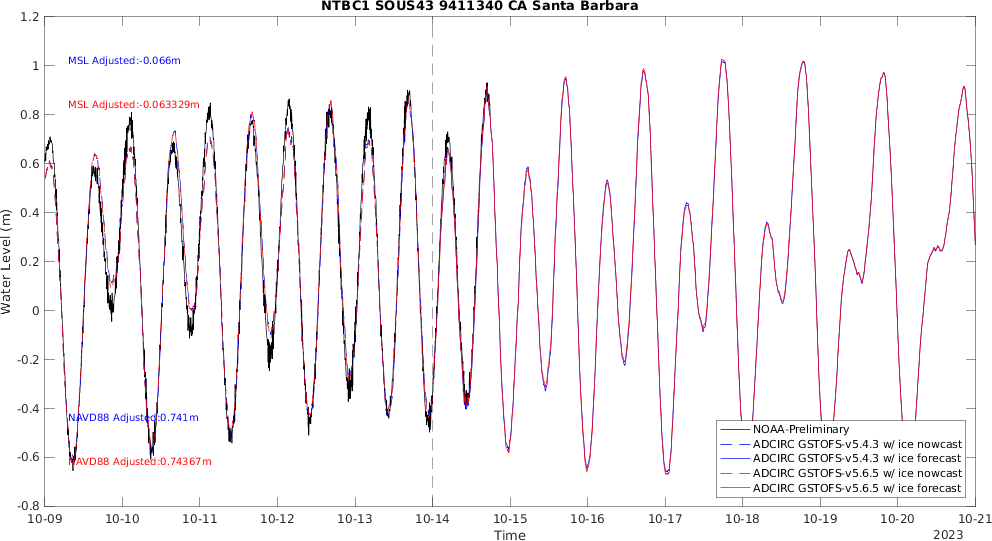 NTBC1 SOUS43 9411340 CA Santa Barbara
1.2
1
0.8
0.6
0.4
0.2
0
-0.2
-0.4
-0.6
-0.8
Water Level (m)
MSL Adjusted:-0.066m
MSL Adjusted:-0.063329m
NAVD88 Adjusted:0.741m
NAVD88 Adjusted:0.74367m
NOAA-Preliminary
ADCIRC GSTOFS-v5.4.3 w/ ice nowcast
ADCIRC GSTOFS-v5.4.3 w/ ice forecast
ADCIRC GSTOFS-v5.6.5 w/ ice nowcast
ADCIRC GSTOFS-v5.6.5 w/ ice forecast
10-09 10-10 10-11 10-12 10-13 10-14 10-15 10-16 10-17 10-18 10-19 10-20 10-21
Time
2023